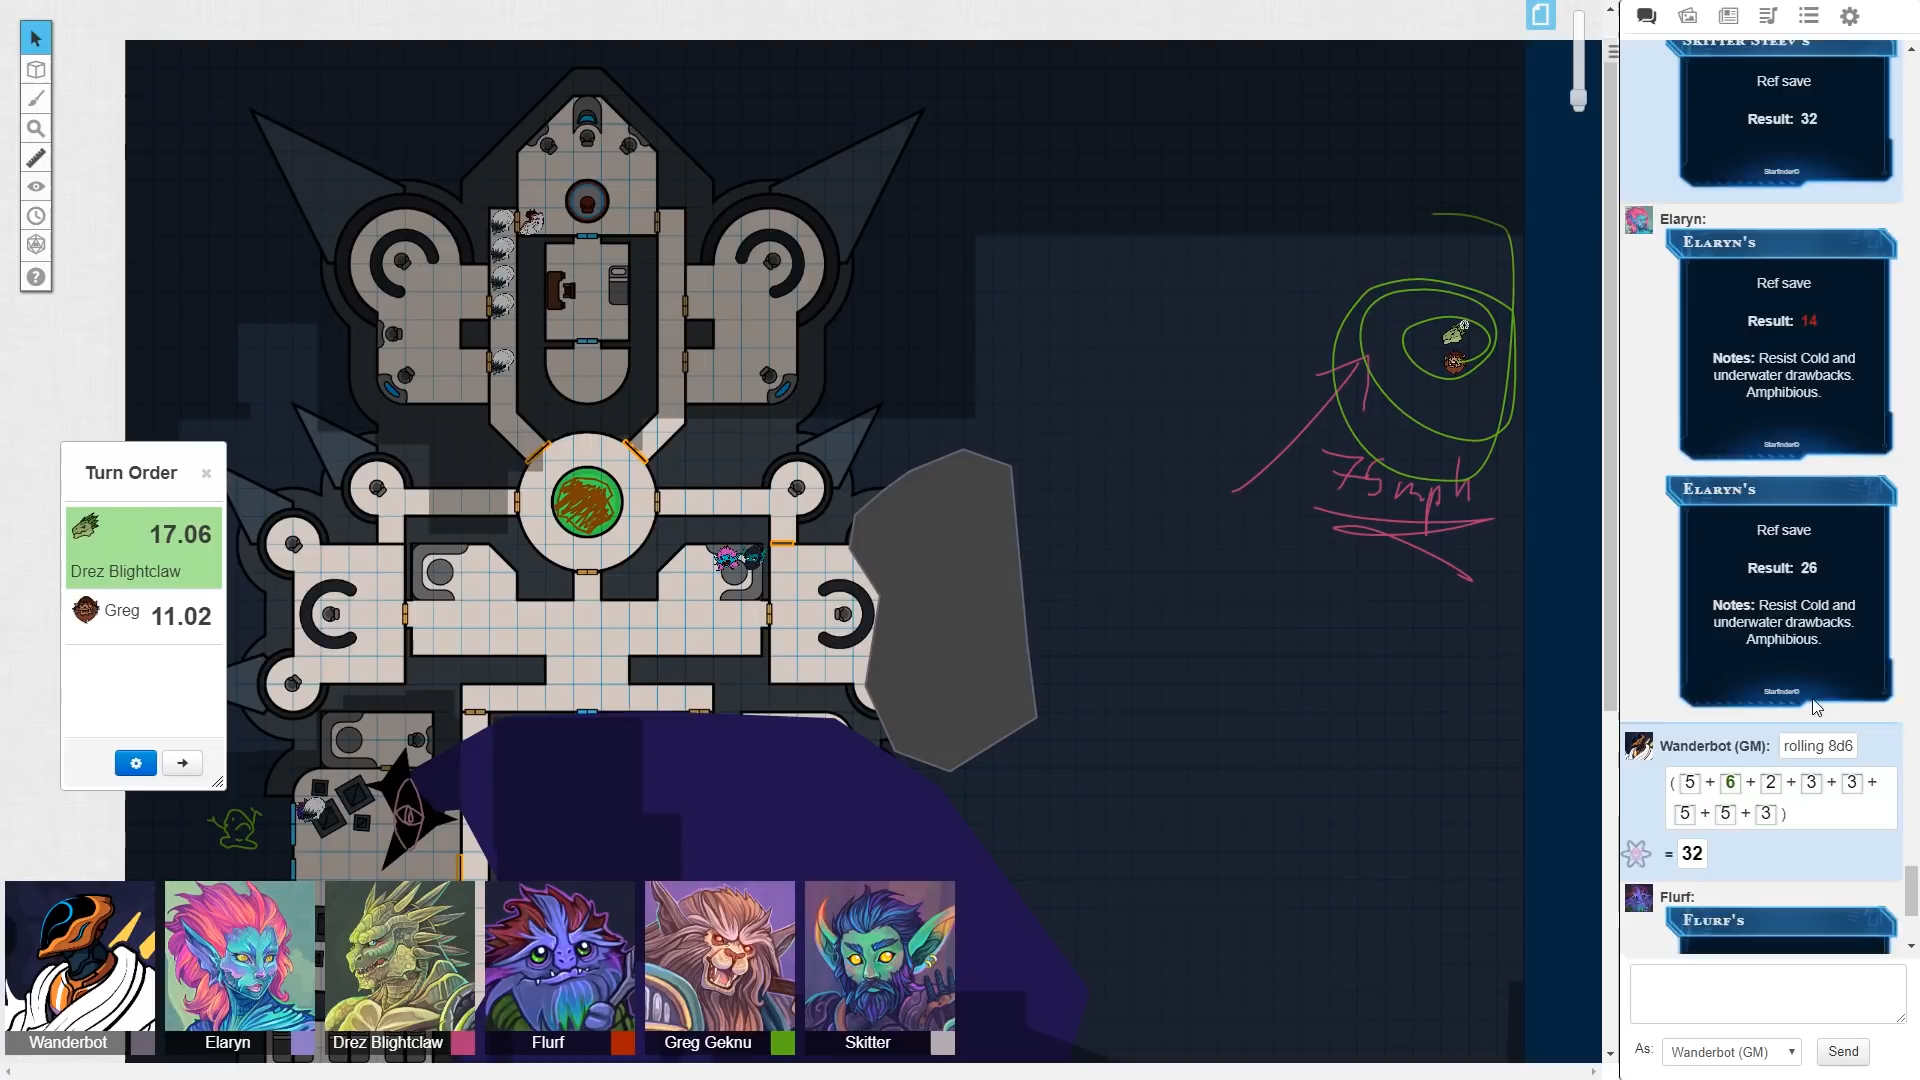 SKITTER STEEV'S
Ref save
Result: 32
Starfinder©
Elaryn:
ELARYN'S
Ref save
Result: 14
Notes: Resist Cold and
underwater drawbacks.
Amphibious.
Starfinder©
ELARYN'S
Ref save
Result: 26
Notes: Resist Cold and
underwater drawbacks.
Amphibious.
Starfinder©
Wanderbot (GM): rolling 8d6
( 5 + 6 + 2 + 3 + 3 +
5 + 5 + 3 )
= 32
Flurf:
FLURF'S
As: Wanderbot (GM) Send
75 mph
Turn Order ×
17.06
Drez Blightclaw
Greg 11.02
Wanderbot
Elaryn
Drez Blightclaw
Flurf
Greg Geknu
Skitter